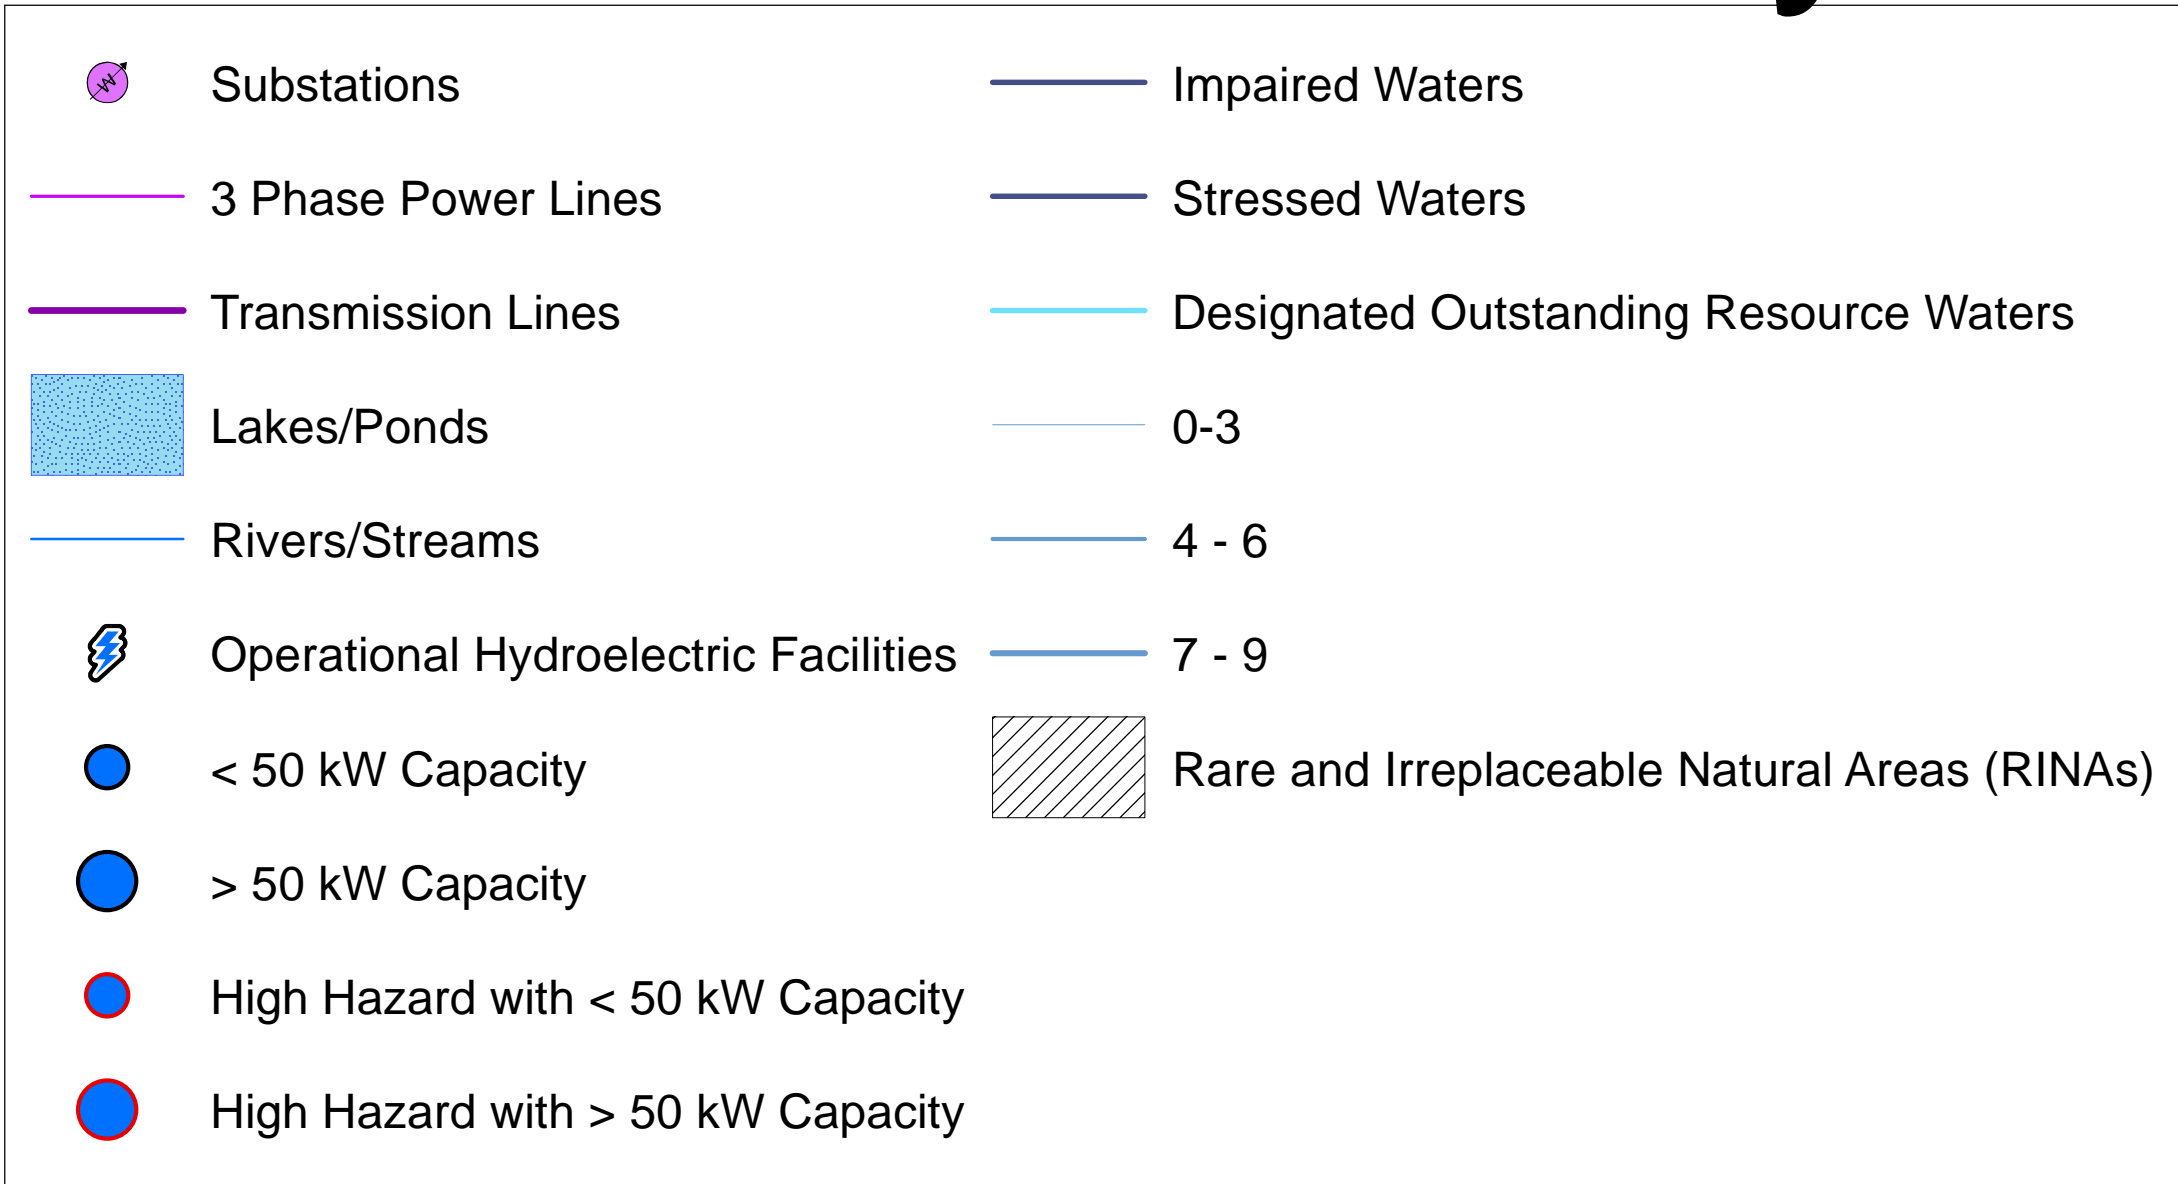 Substations
3 Phase Power Lines
Transmission Lines
Lakes/Ponds
Rivers/Streams
Operational Hydroelectric Facilities
< 50 kW Capacity
> 50 kW Capacity
High Hazard with < 50 kW Capacity
High Hazard with > 50 kW Capacity
Impaired Waters
Stressed Waters
Designated Outstanding Resource Waters
0-3
4 - 6
7 - 9
Rare and Irreplaceable Natural Areas (RINAs)